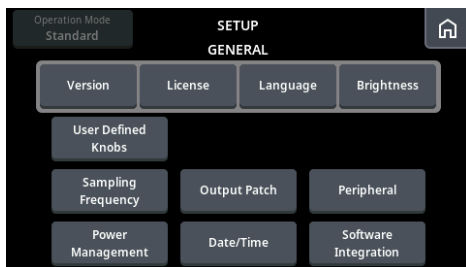 Operation Mode
Standard
SETUP
GENERAL
Version License Language Brightness
User Defined
Knobs
Sampling
Frequency
Output Patch
Peripheral
Power
Management
Date/Time
Software
Integration